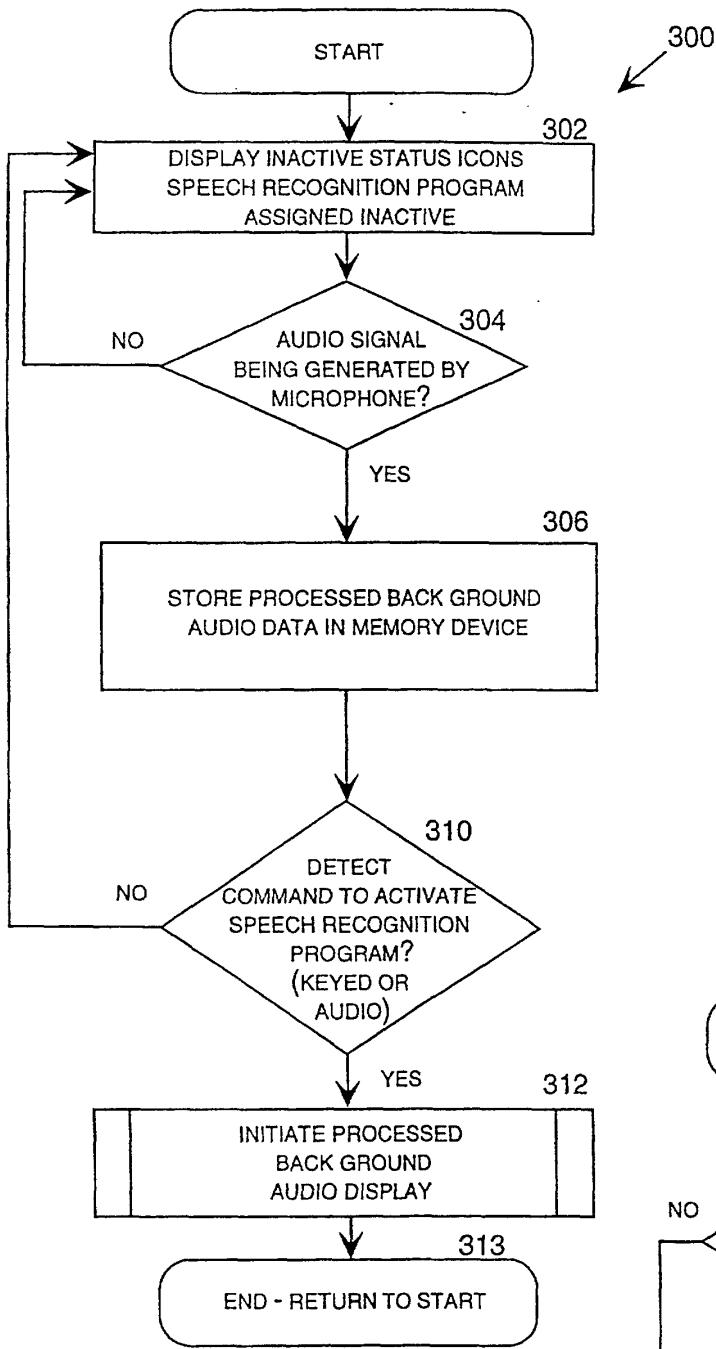 START
300
302
DISPLAY INACTIVE STATUS ICONS
SPEECH RECOGNITION PROGRAM
ASSIGNED INACTIVE
304
NO
AUDIO SIGNAL
BEING GENERATED BY
MICROPHONE?
YES
306
STORE PROCESSED BACK GROUND
AUDIO DATA IN MEMORY DEVICE
310
NO
DETECT
COMMAND TO ACTIVATE
SPEECH RECOGNITION
PROGRAM?
(KEYED OR
AUDIO)
YES
312
INITIATE PROCESSED
BACK GROUND
AUDIO DISPLAY
NO
313
END - RETURN TO START